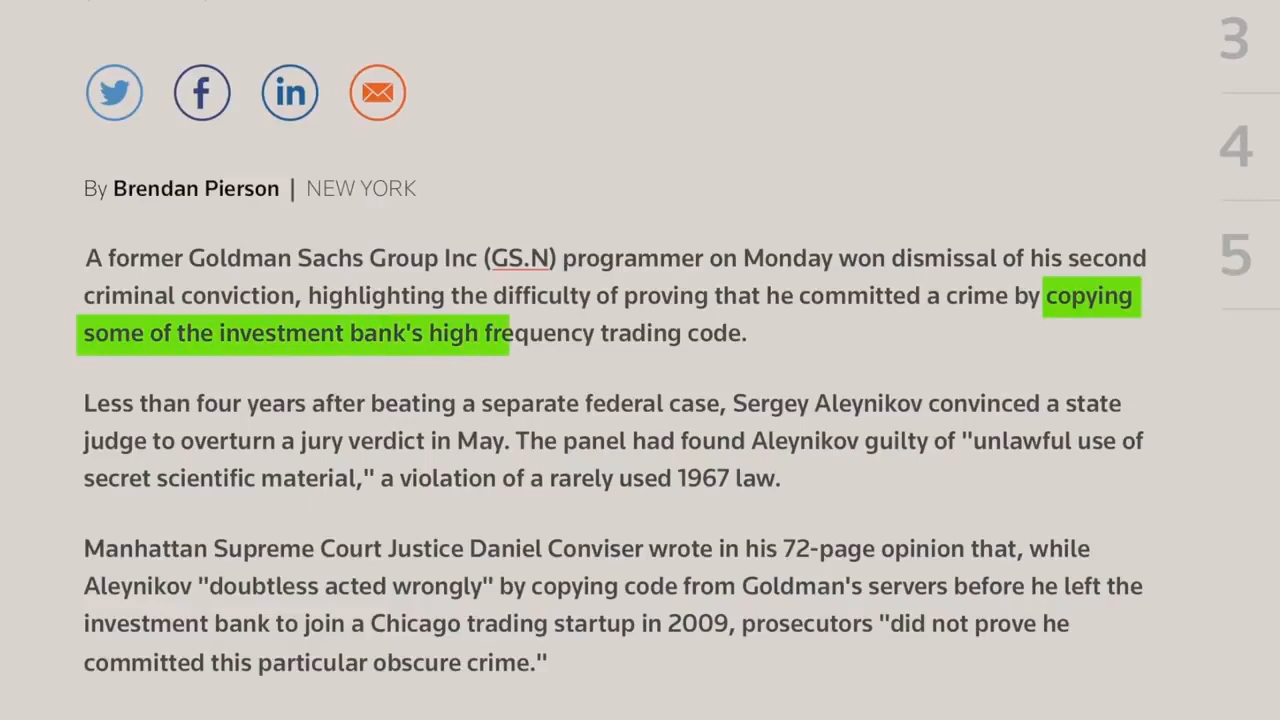 3
4
5
f
in
By Brendan Pierson | NEW YORK
A former Goldman Sachs Group Inc (GS.N) programmer on Monday won dismissal of his second
criminal conviction, highlighting the difficulty of proving that he committed a crime by copying
some of the investment bank's high frequency trading code.
Less than four years after beating a separate federal case, Sergey Aleynikov convinced a state
judge to overturn a jury verdict in May. The panel had found Aleynikov guilty of "unlawful use of
secret scientific material," a violation of a rarely used 1967 law.
Manhattan Supreme Court Justice Daniel Conviser wrote in his 72-page opinion that, while
Aleynikov "doubtless acted wrongly" by copying code from Goldman's servers before he left the
investment bank to join a Chicago trading startup in 2009, prosecutors "did not prove he
committed this particular obscure crime."